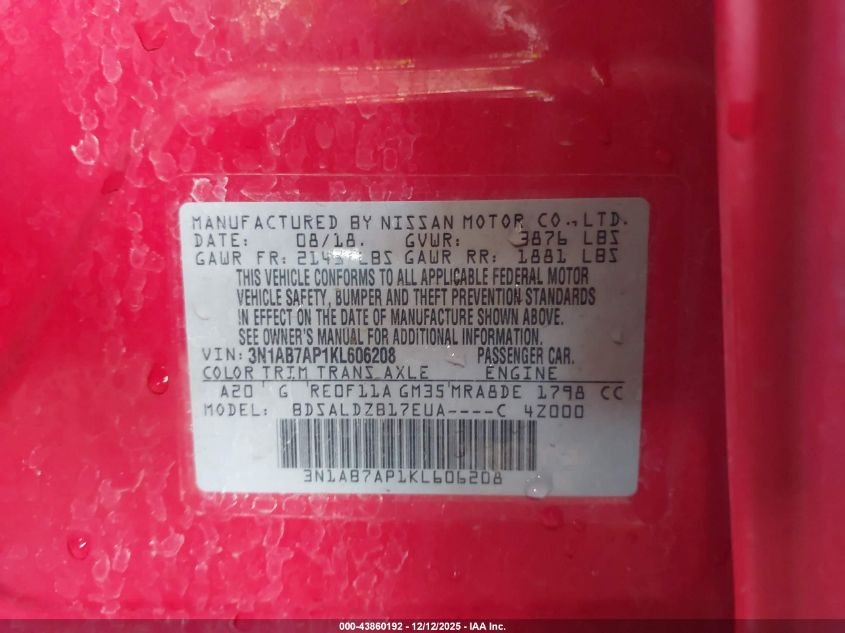 MANUFACTURED BY NISSAN MOTOR CO.,LTD.
DATE: 08/18. GVWR: 3876 LBS
GAWR FR: 2145 LBS GAWR RR: 1881 LBS
THIS VEHICLE CONFORMS TO ALL APPLICABLE FEDERAL MOTOR
VEHICLE SAFETY, BUMPER AND THEFT PREVENTION STANDARDS
IN EFFECT ON THE DATE OF MANUFACTURE SHOWN ABOVE.
SEE OWNER'S MANUAL FOR ADDITIONAL INFORMATION.
VIN: 3N1AB7AP1KL606208 PASSENGER CAR.
COLOR TRIM TRANS AXLE ENGINE
A20 G RE0F11A GM35 MRA8DE 1798 CC
MODEL: BDSALDZB17EUA----C 4Z000
3N1AB7AP1KL606208
000-43860192 - 12/12/2025 - IAA Inc.